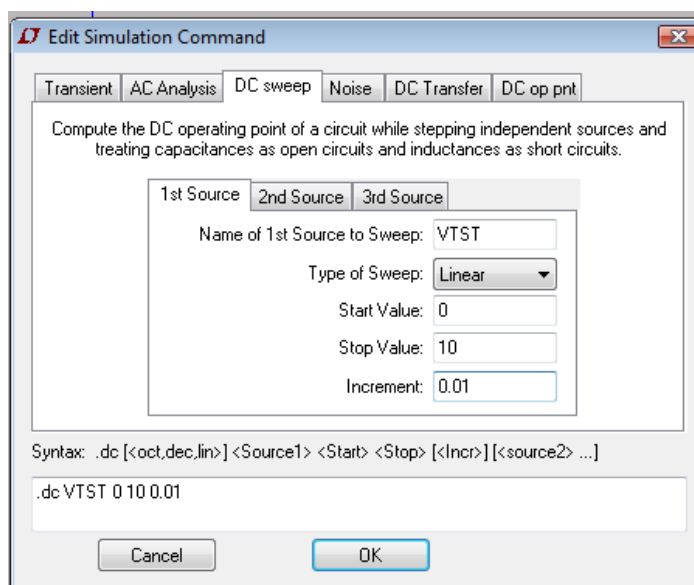 Edit Simulation Command
Transient AC Analysis DC sweep Noise DC Transfer DC op pnt
Compute the DC operating point of a circuit while stepping independent sources and
treating capacitances as open circuits and inductances as short circuits.
1st Source 2nd Source 3rd Source
Name of 1st Source to Sweep: VTST
Type of Sweep: Linear
Start Value: 0
Stop Value: 10
Increment: 0.01
Syntax: .dc [<oct,dec,lin>] <Source1> <Start> <Stop> [<Incr>] [<source2> ...]
.dc VTST 0 10 0.01
Cancel OK